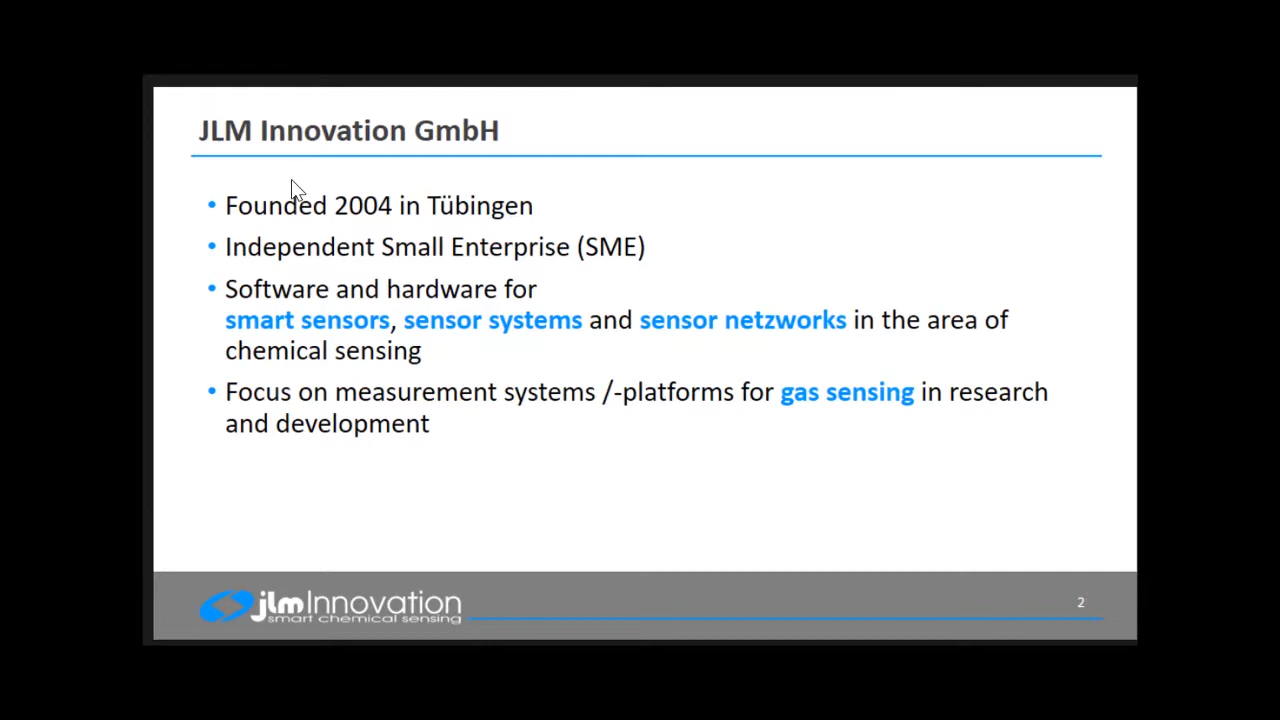 JLM Innovation GmbH
• Founded 2004 in Tübingen
• Independent Small Enterprise (SME)
• Software and hardware for
smart sensors, sensor systems and sensor netzworks in the area of
chemical sensing
• Focus on measurement systems /-platforms for gas sensing in research
and development
jlmInnovation
smart chemical sensing
2